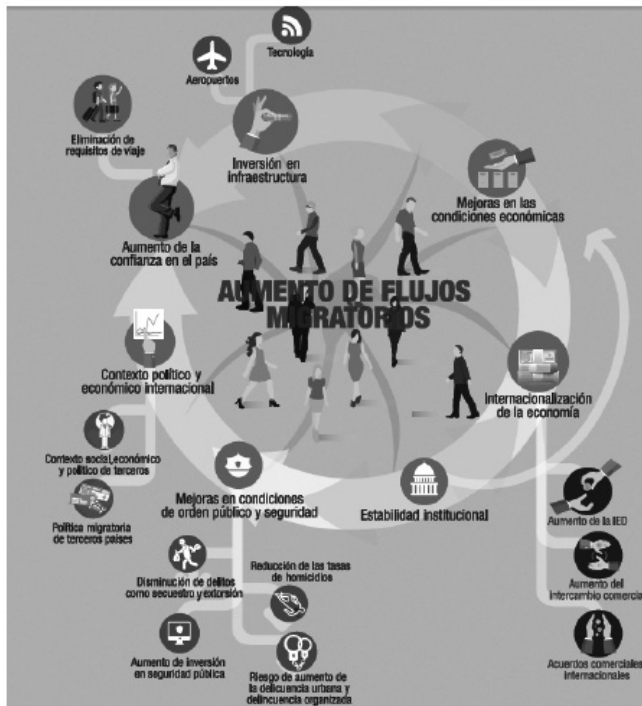 Tecnología
Aeropuertos
Eliminación de
requisitos de viaje
Inversión en
infraestructura
Mejoras en las
condiciones económicas
Aumento de la
confianza en el país
AUMENTO DE FLUJOS
MIGRATORIOS
Contexto político y
económico internacional
Internacionalización
de la economía
Contexto social,económico
y político de terceros
Política migratoria
de terceros países
Mejoras en condiciones
de orden público y seguridad
Estabilidad institucional
Aumento de la IED
Disminución de delitos
como secuestro y extorsión
Reducción de las tasas
de homicidios
Aumento del
intercambio comercia
Aumento de inversión
en seguridad pública
Riesgo de aumento de
la delicuencia urbana y
delincuencia organizada
Acuerdos comerciales
internacionales